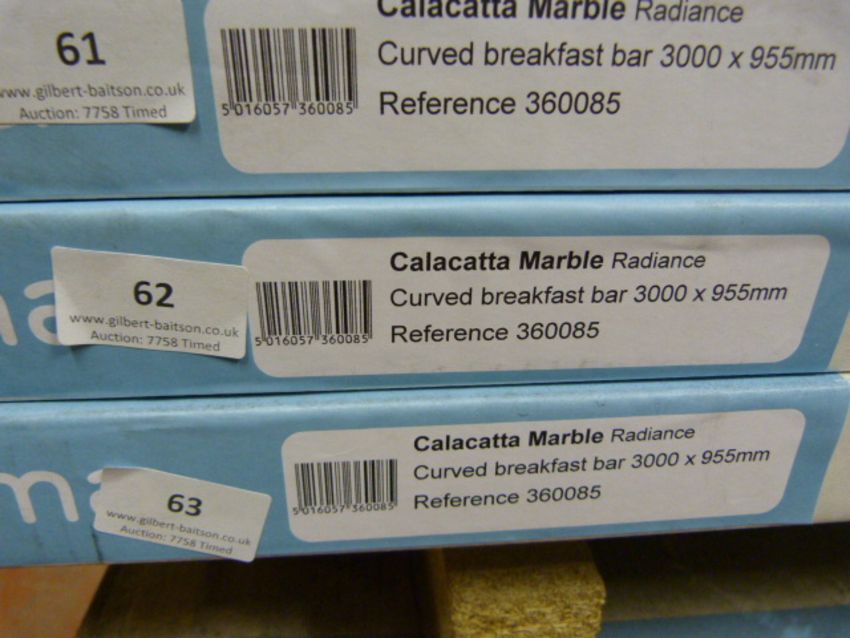 61
www.gilbert-baitson.co.uk
Auction: 7758 Timed
5 016057 360085
Calacatta Marble Radiance
Curved breakfast bar 3000 x 955mm
Reference 360085
62
www.gilbert-baitson.co.uk
Auction: 7758 Timed
5 016057 360085
Calacatta Marble Radiance
Curved breakfast bar 3000 x 955mm
Reference 360085
ma
63
www.gilbert-baitson.co.uk
Auction: 7758 Timed
5 016057 360085
Calacatta Marble Radiance
Curved breakfast bar 3000 x 955mm
Reference 360085